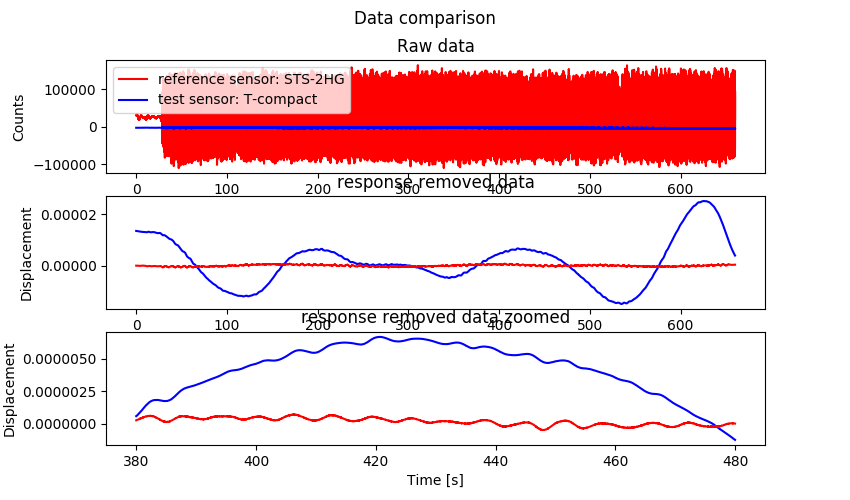 Data comparison
Raw data
reference sensor: STS-2HG
test sensor: T-compact
Counts
100000
0
−100000
0 100 200 300 400 500 600
response removed data
Displacement
0.00002
0.00000
0 100 200 300 400 500 600
response removed data zoomed
Displacement
0.0000050
0.0000025
0.0000000
380 400 420 440 460 480
Time [s]